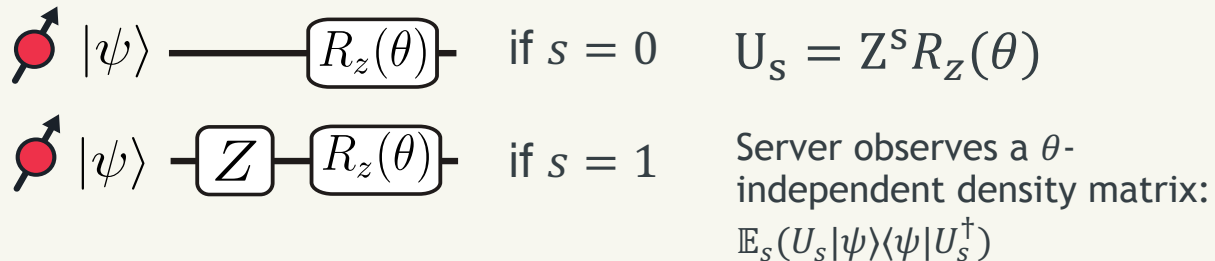 |ψ⟩ R_z(θ) if s = 0 U_s = Z^s R_z(θ)
|ψ⟩ Z R_z(θ) if s = 1
Server observes a θ-
independent density matrix:
𝔼_s(U_s|ψ⟩⟨ψ|U_s^†)